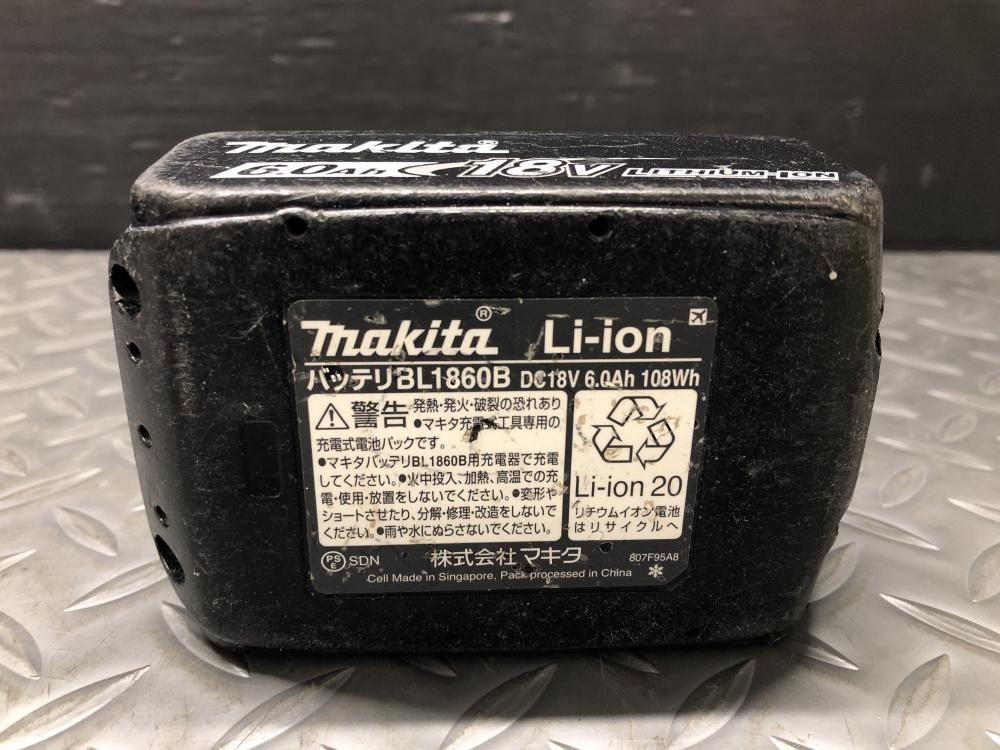 makita®
6.0Ah 18V LITHIUM-ION
makita® Li-ion
バッテリBL1860B DC18V 6.0Ah 108Wh
警告 発熱・発火・破裂の恐れあり
●マキタ充電式工具専用の
充電式電池パックです。
●マキタバッテリBL1860B用充電器で充電
してください。●火中投入、加熱、高温での充
電・使用・放置をしないでください。●変形や
ショートさせたり、分解・修理・改造をしないで
ください。●雨や水にぬらさないでください。
Li-ion 20
リチウムイオン電池
はリサイクルへ
PSE SDN 株式会社 マキタ 807F95A8
Cell Made in Singapore, Pack processed in China